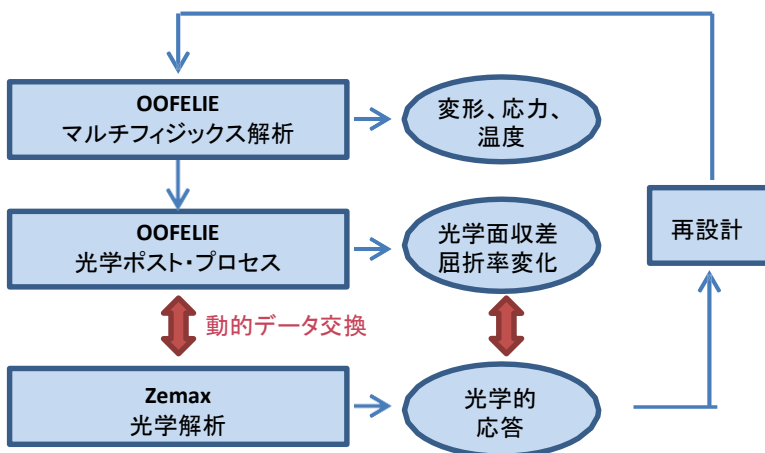 OOFELIE
マルチフィジックス解析
変形、応力、
温度
OOFELIE
光学ポスト・プロセス
光学面収差
屈折率変化
再設計
動的データ交換
Zemax
光学解析
光学的
応答